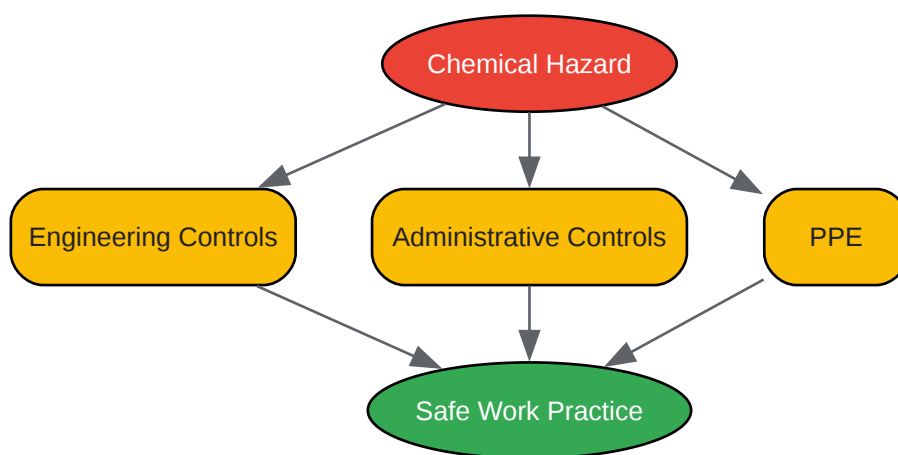 Chemical Hazard
Engineering Controls
Administrative Controls
PPE
Safe Work Practice